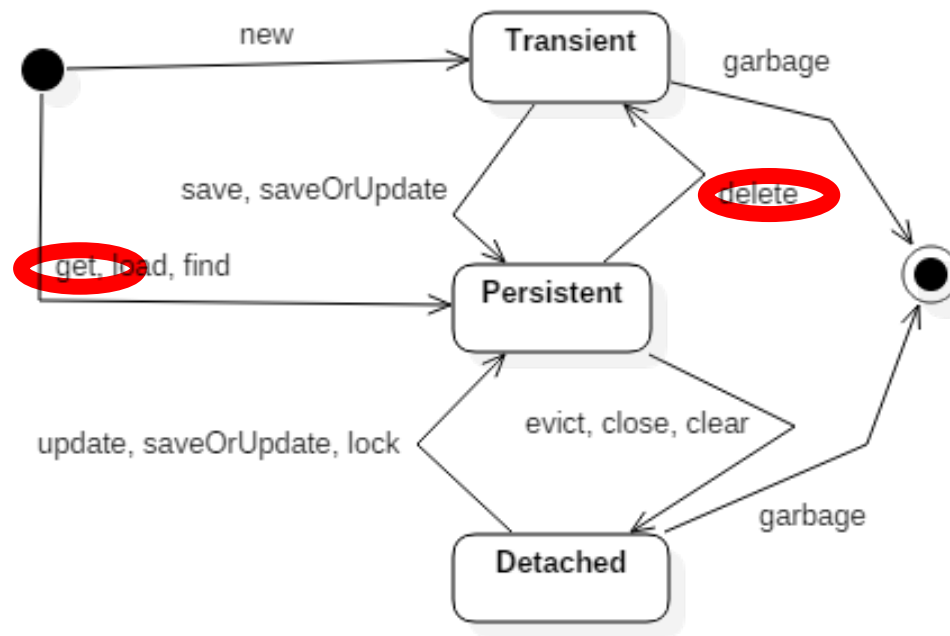 new
Transient
garbage
save, saveOrUpdate
delete
get, load, find
Persistent
evict, close, clear
update, saveOrUpdate, lock
garbage
Detached